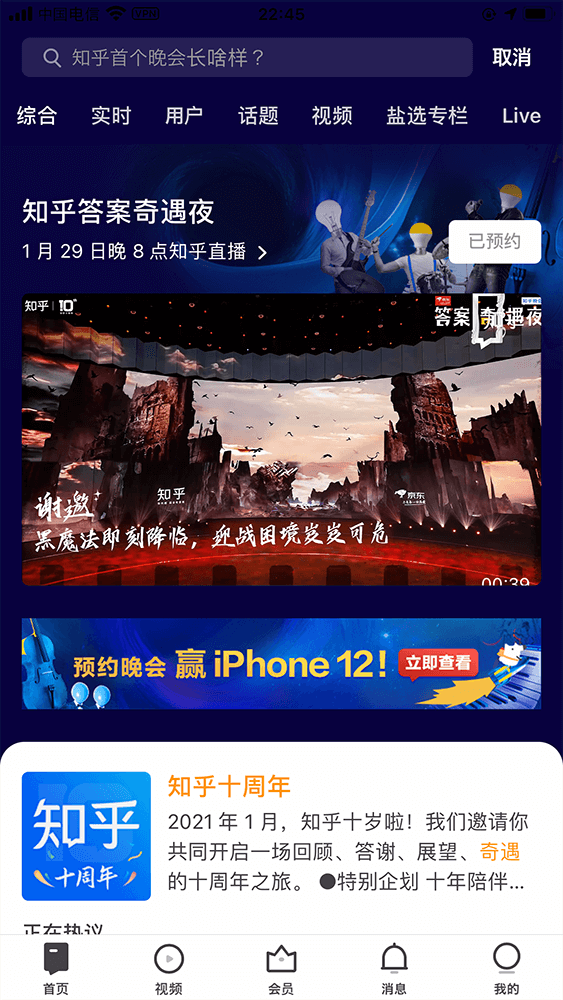 中国电信 VPN 22:45
知乎首个晚会长啥样？ 取消
综合 实时 用户 话题 视频 盐选专栏 Live
知乎答案奇遇夜
1 月 29 日晚 8 点知乎直播
已预约
知乎 10
答案奇遇夜
知乎
京东
谢邀
黑魔法即刻降临，迎战困境岌岌可危
00:39
预约晚会 赢 iPhone 12！ 立即查看
知乎
十周年
知乎十周年
2021 年 1 月，知乎十岁啦！我们邀请你
共同开启一场回顾、答谢、展望、奇遇
的十周年之旅。 ●特别企划 十年陪伴...
正在热议
首页 视频 会员 消息 我的